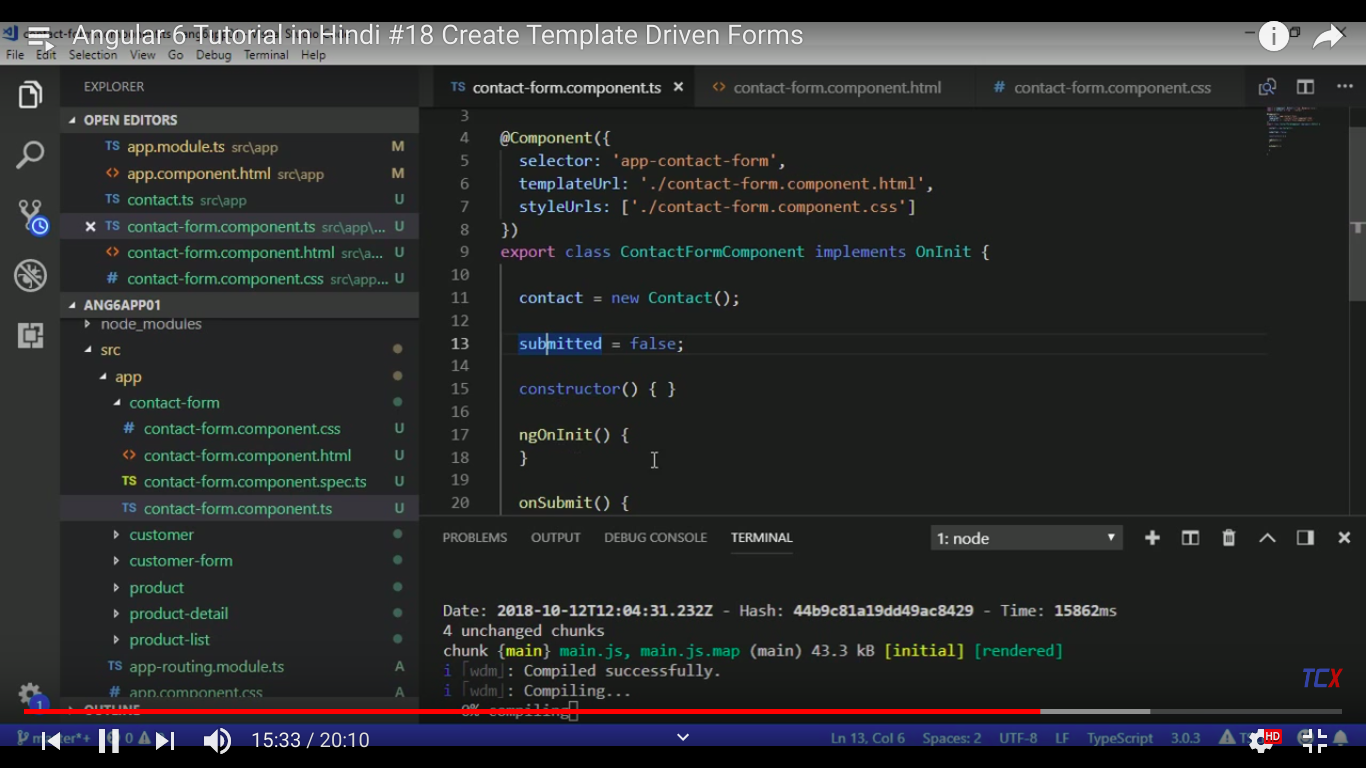 Angular 6 Tutorial in Hindi #18 Create Template Driven Forms
File Edit Selection View Go Debug Terminal Help
EXPLORER
OPEN EDITORS
TS app.module.ts src\app M
<> app.component.html src\app M
TS contact.ts src\app U
TS contact-form.component.ts src\app\... U
<> contact-form.component.html src\a... U
# contact-form.component.css src\app... U
ANG6APP01
node_modules
src
app
contact-form
# contact-form.component.css U
<> contact-form.component.html U
TS contact-form.component.spec.ts U
TS contact-form.component.ts U
customer
customer-form
product
product-detail
product-list
TS app-routing.module.ts A
# app.component.css A
OUTLINE
1
TS contact-form.component.ts
<> contact-form.component.html
# contact-form.component.css
3
4 @Component({
5 selector: 'app-contact-form',
6 templateUrl: './contact-form.component.html',
7 styleUrls: ['./contact-form.component.css']
8 })
9 export class ContactFormComponent implements OnInit {
10
11 contact = new Contact();
12
13 submitted = false;
14
15 constructor() { }
16
17 ngOnInit() {
18 }
19
20 onSubmit() {
PROBLEMS OUTPUT DEBUG CONSOLE TERMINAL 1: node
Date: 2018-10-12T12:04:31.232Z - Hash: 44b9c81a19dd49ac8429 - Time: 15862ms
4 unchanged chunks
chunk {main} main.js, main.js.map (main) 43.3 kB [initial] [rendered]
i ｢wdm｣: Compiled successfully.
i ｢wdm｣: Compiling...
0% compiling
TCX
15:33 / 20:10
0
Ln 13, Col 6 Spaces: 2 UTF-8 LF TypeScript 3.0.3
HD